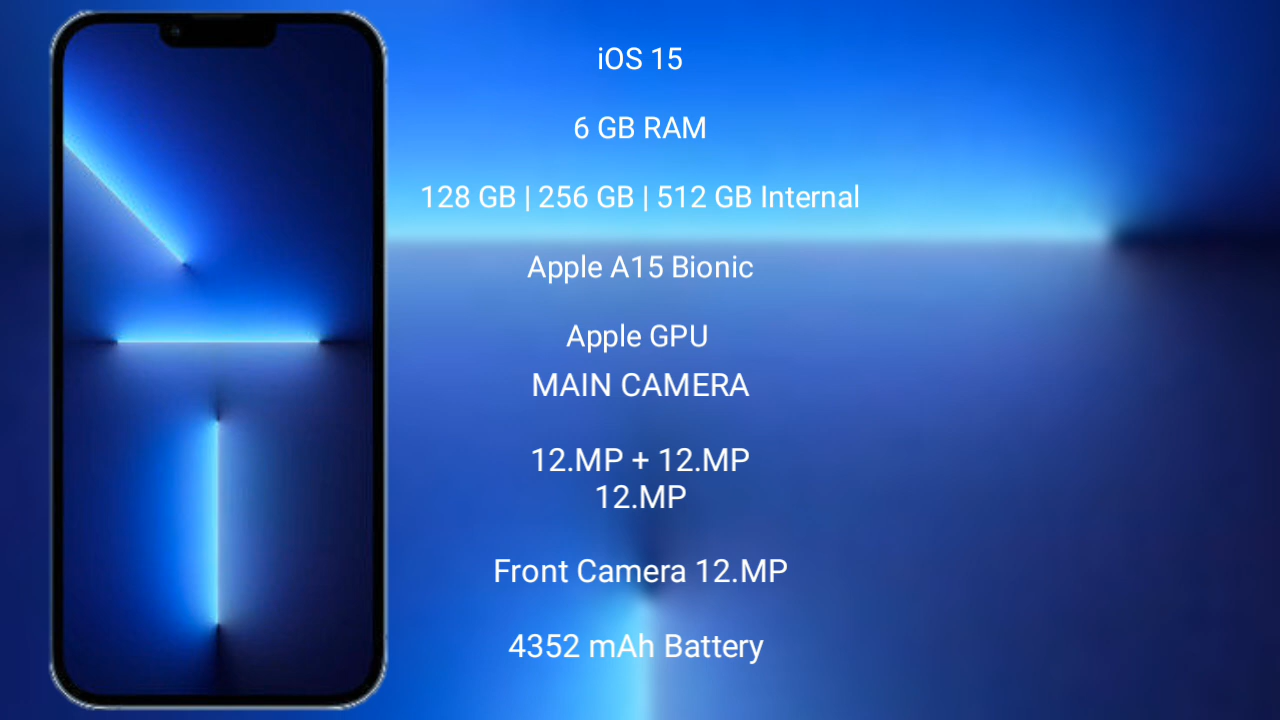 iOS 15
6 GB RAM
128 GB | 256 GB | 512 GB Internal
Apple A15 Bionic
Apple GPU
MAIN CAMERA
12.MP + 12.MP
12.MP
Front Camera 12.MP
4352 mAh Battery